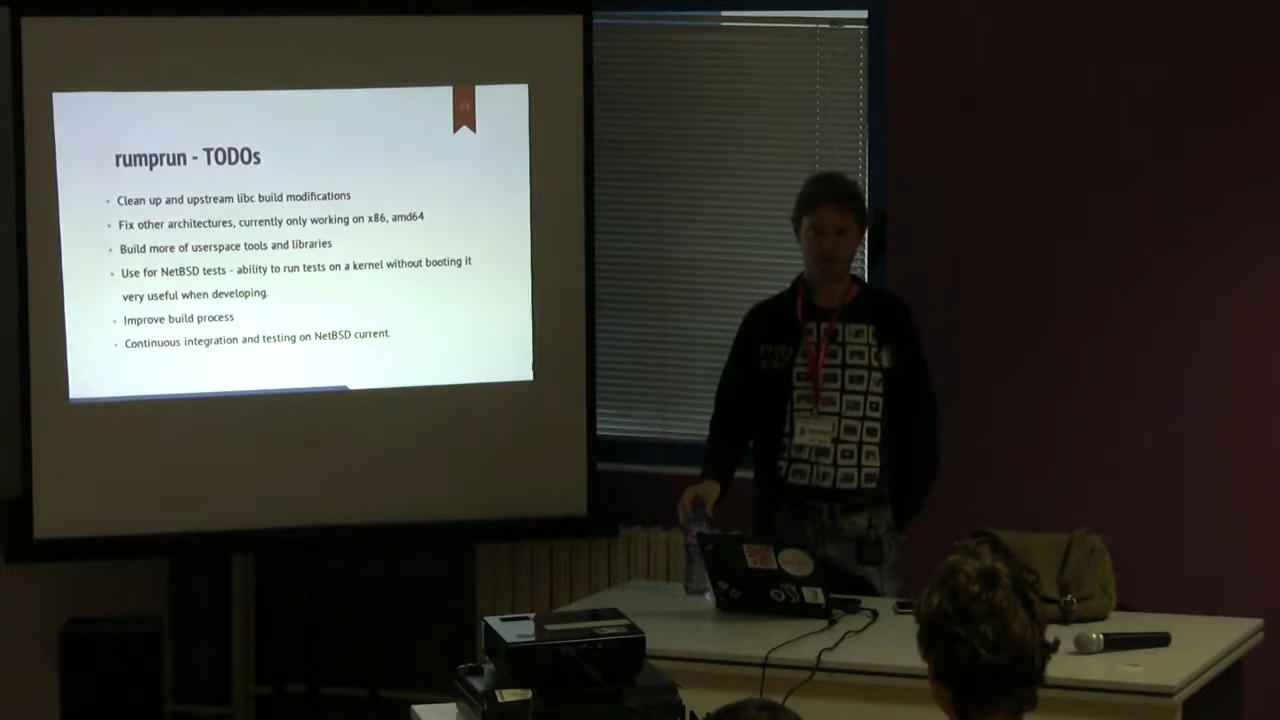 rumprun - TODOs
Clean up and upstream libc build modifications
Fix other architectures, currently only working on x86, amd64
Build more of userspace tools and libraries
Use for NetBSD tests - ability to run tests on a kernel without booting it
very useful when developing.
Improve build process
Continuous integration and testing on NetBSD current.